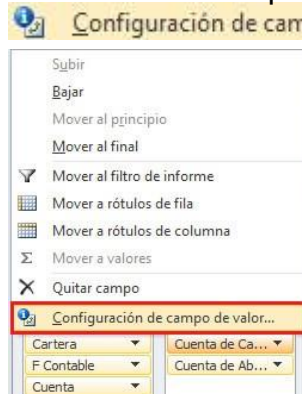 Configuración de cam
Subir
Bajar
Mover al principio
Mover al final
Mover al filtro de informe
Mover a rótulos de fila
Mover a rótulos de columna
Σ Mover a valores
Quitar campo
Configuración de campo de valor...
Cartera Cuenta de Ca...
F Contable Cuenta de Ab...
Cuenta